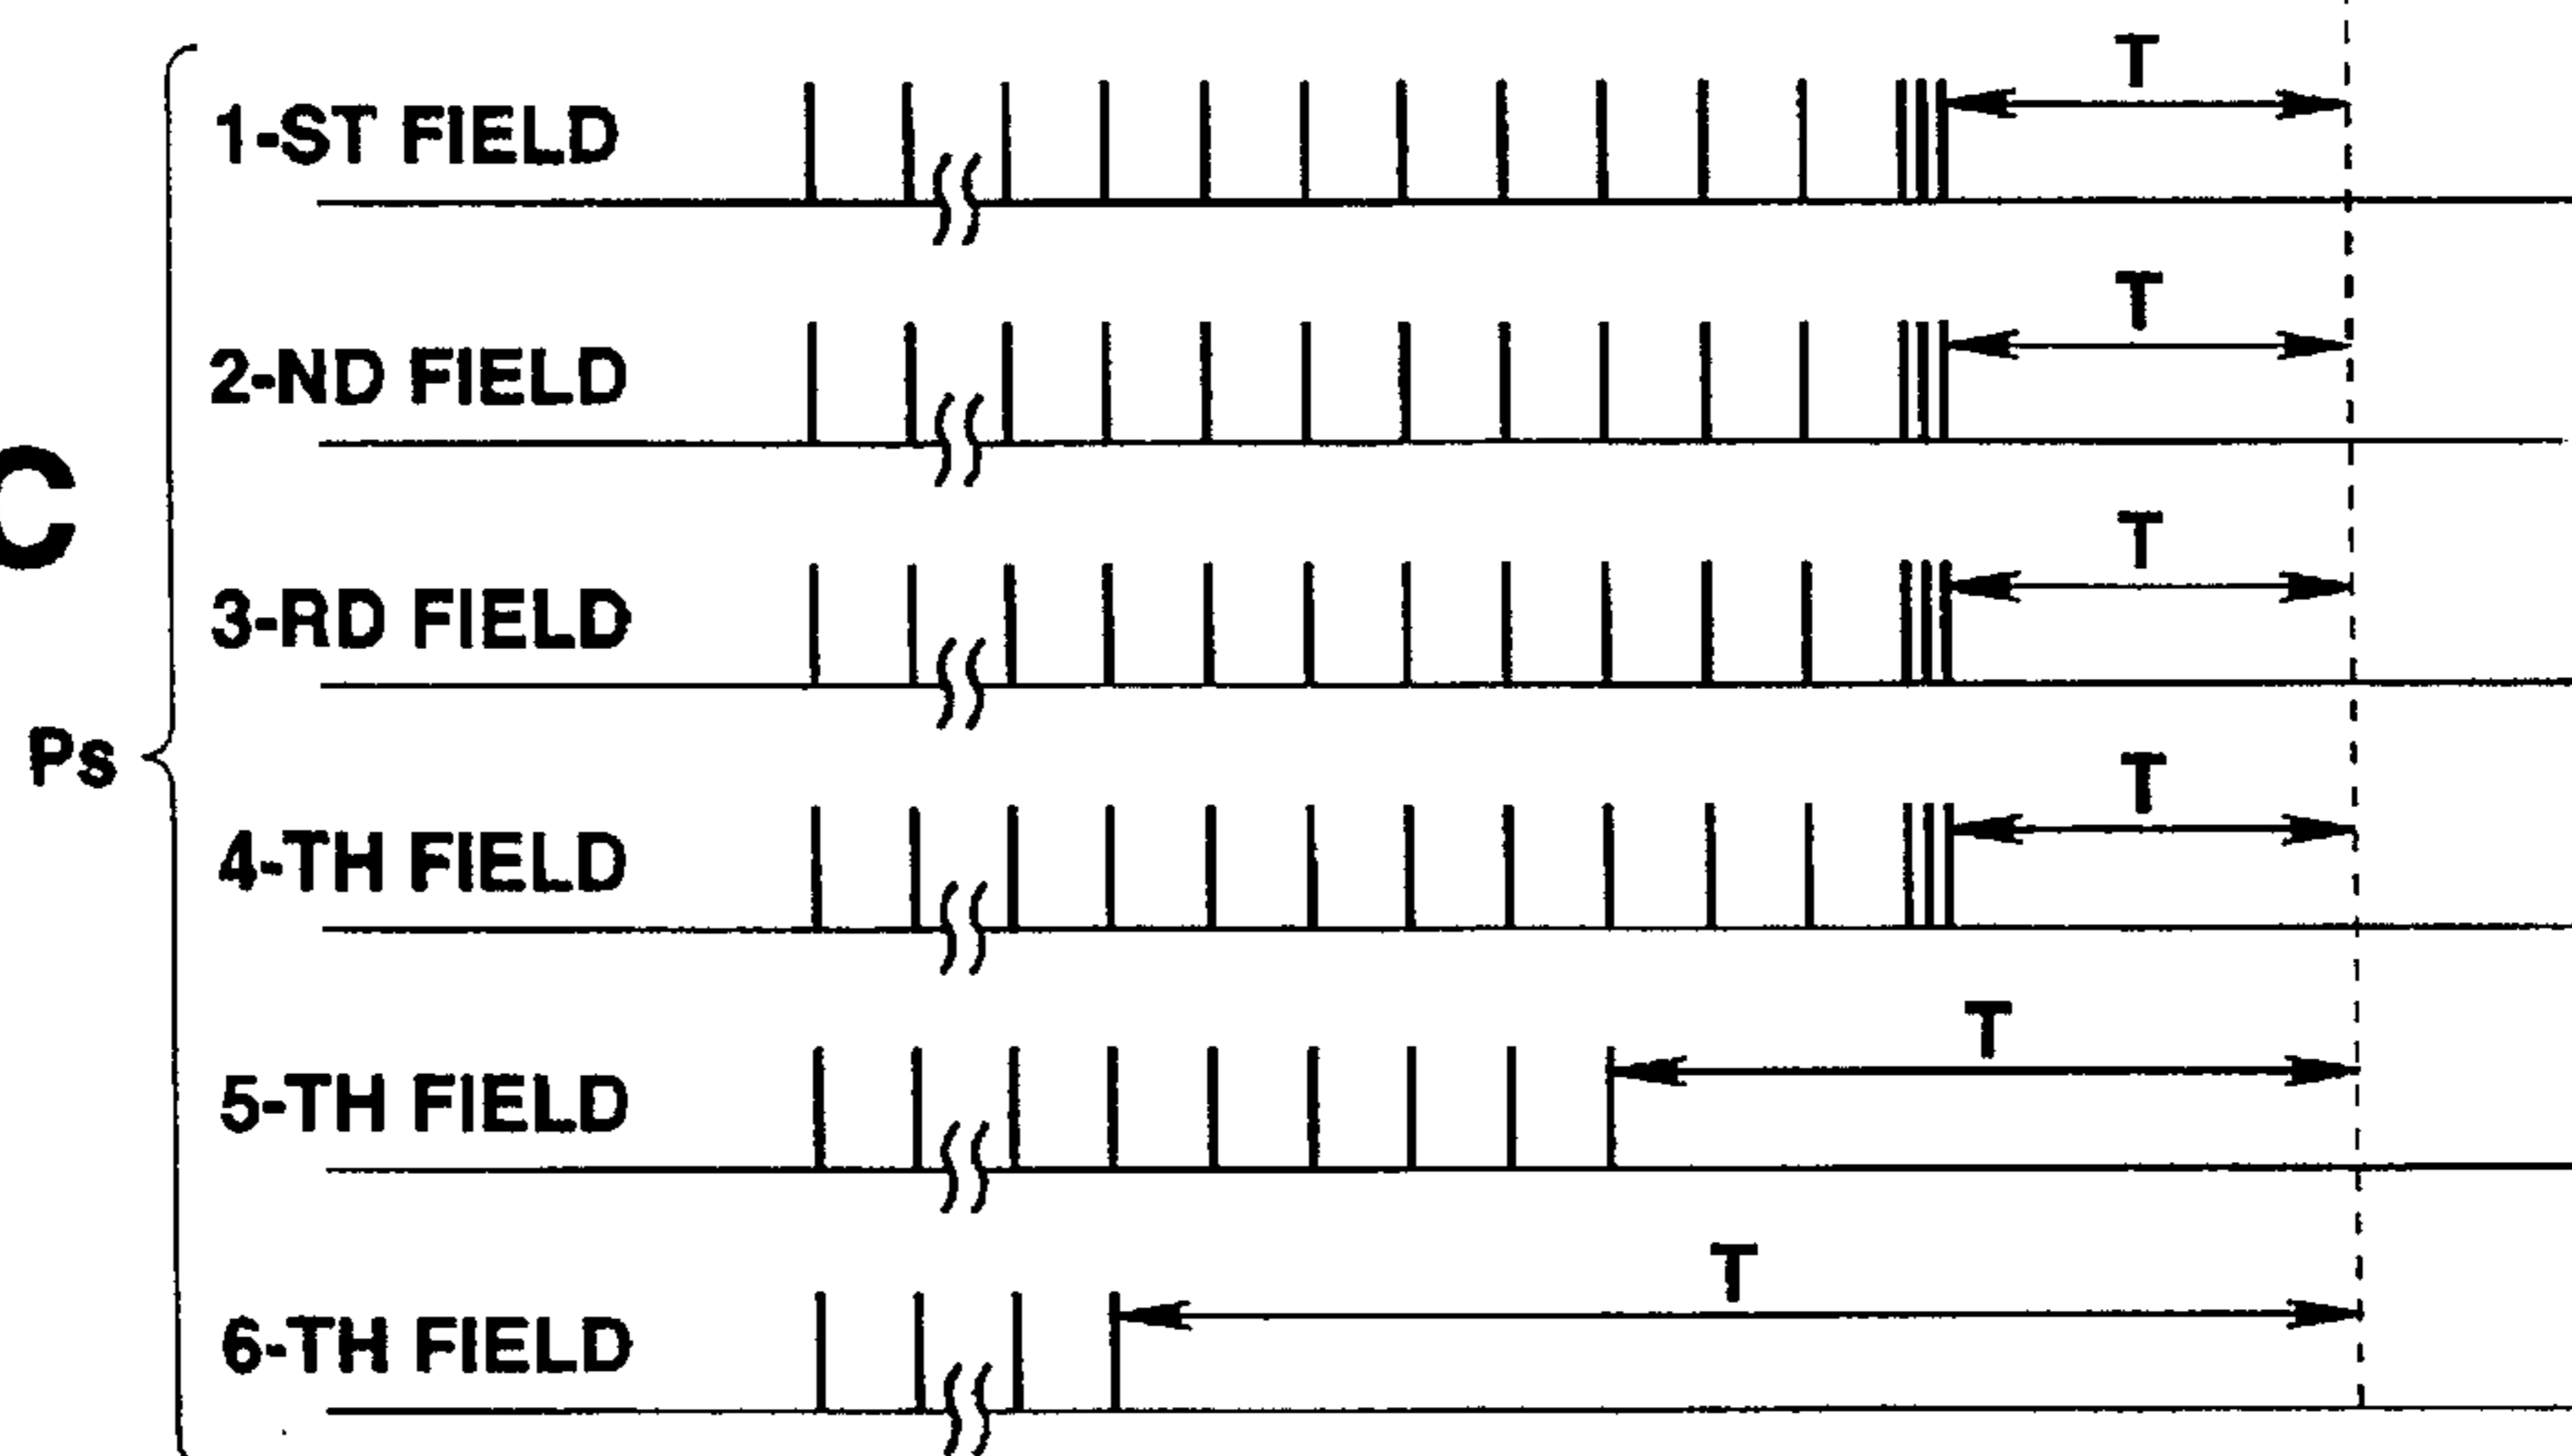 T
1-ST FIELD
T
2-ND FIELD
C
T
3-RD FIELD
Ps
T
4-TH FIELD
T
5-TH FIELD
T
6-TH FIELD